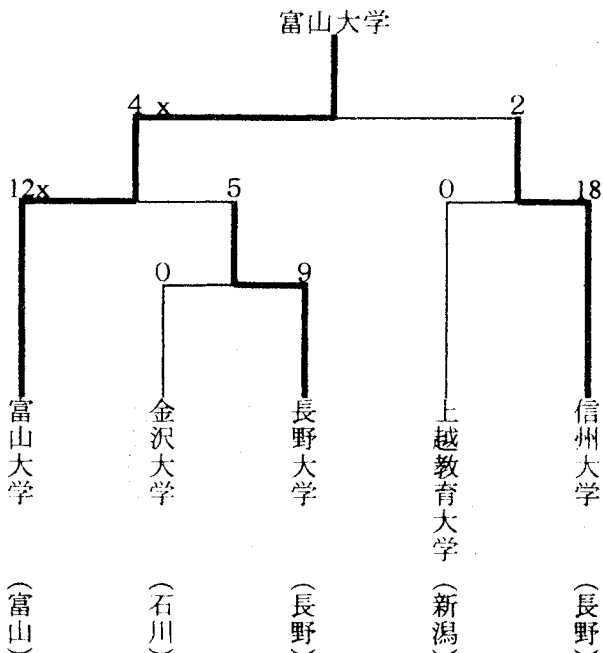 富山大学
4 x
2
12x
5
0
18
0
9
富山大学
(富山)
金沢大学
(石川)
長野大学
(長野)
上越教育大学
(新潟)
信州大学
(長野)